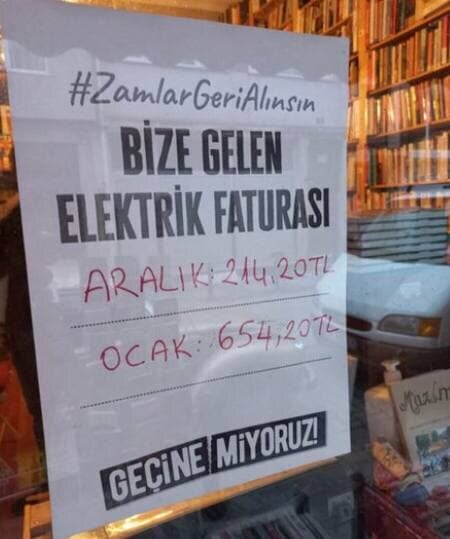 #ZamlarGeriAlınsın
BİZE GELEN
ELEKTRİK FATURASI
ARALIK: 214,20TL
OCAK: 654,20TL
GEÇİNE MİYORUZ!